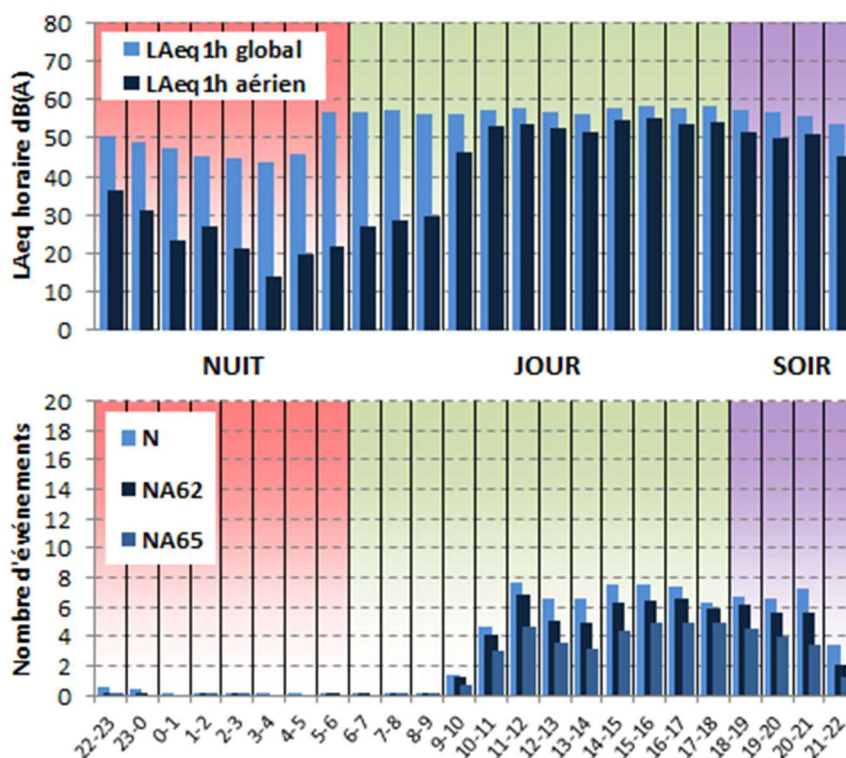 80
70
60
50
40
30
20
10
0
LAeq horaire dB(A)
LAeq1h global
LAeq1h aérien
NUIT JOUR SOIR
20
18
16
14
12
10
8
6
4
2
0
Nombre d'événements
N
NA62
NA65
22-23 23-0 0-1 1-2 2-3 3-4 4-5 5-6 6-7 7-8 8-9 9-10 10-11 11-12 12-13 13-14 14-15 15-16 16-17 17-18 18-19 19-20 20-21 21-22